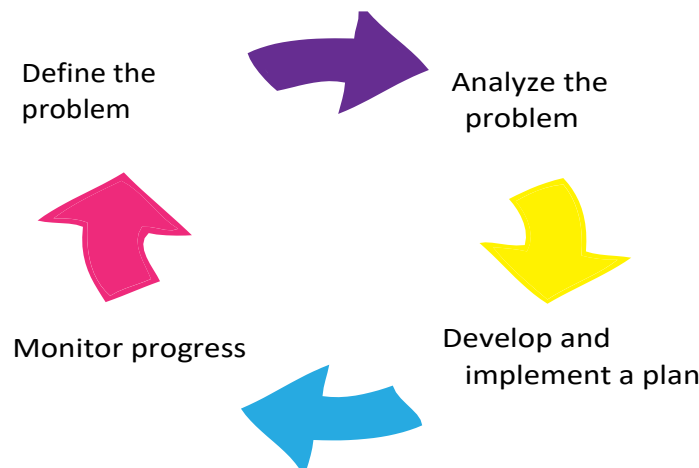 Define the
problem
Analyze the
problem
Develop and
implement a plan
Monitor progress